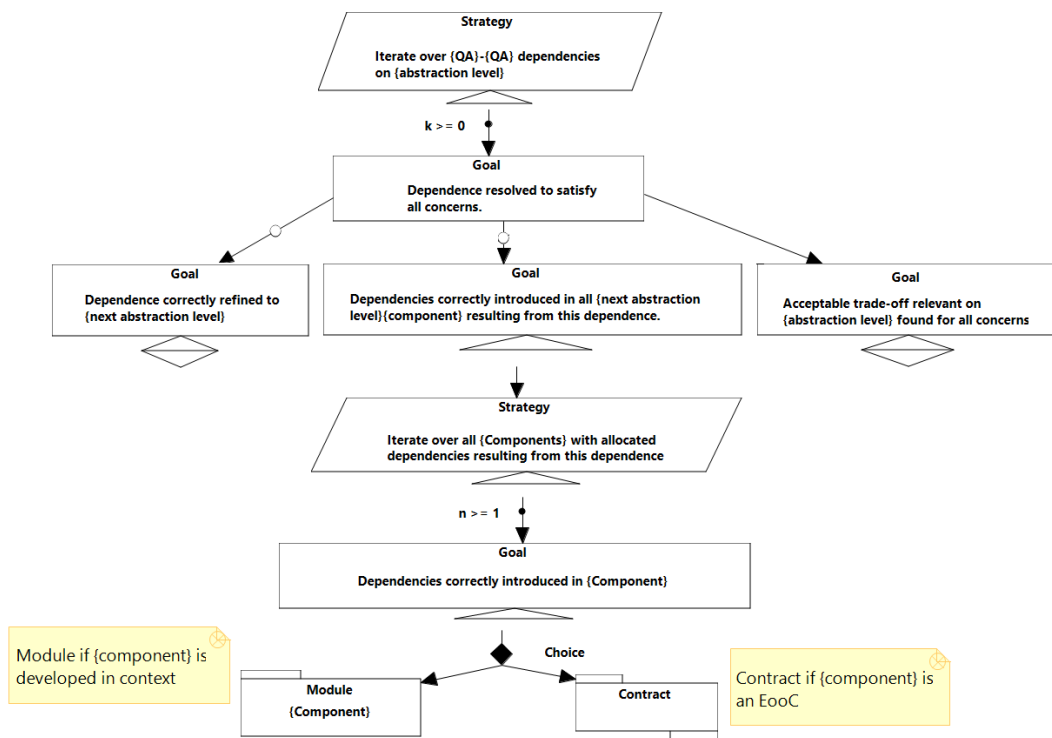 Strategy
Iterate over {QA}-{QA} dependencies
on {abstraction level}
k >= 0
Goal
Dependence resolved to satisfy
all concerns.
Goal
Dependence correctly refined to
{next abstraction level}
Goal
Dependencies correctly introduced in all {next abstraction
level}{component} resulting from this dependence.
Goal
Acceptable trade-off relevant on
{abstraction level} found for all concerns
Strategy
Iterate over all {Components} with allocated
dependencies resulting from this dependence
n >= 1
Goal
Dependencies correctly introduced in {Component}
Module if {component} is
developed in context
Choice
Module
{Component}
Contract
Contract if {component} is
an EooC